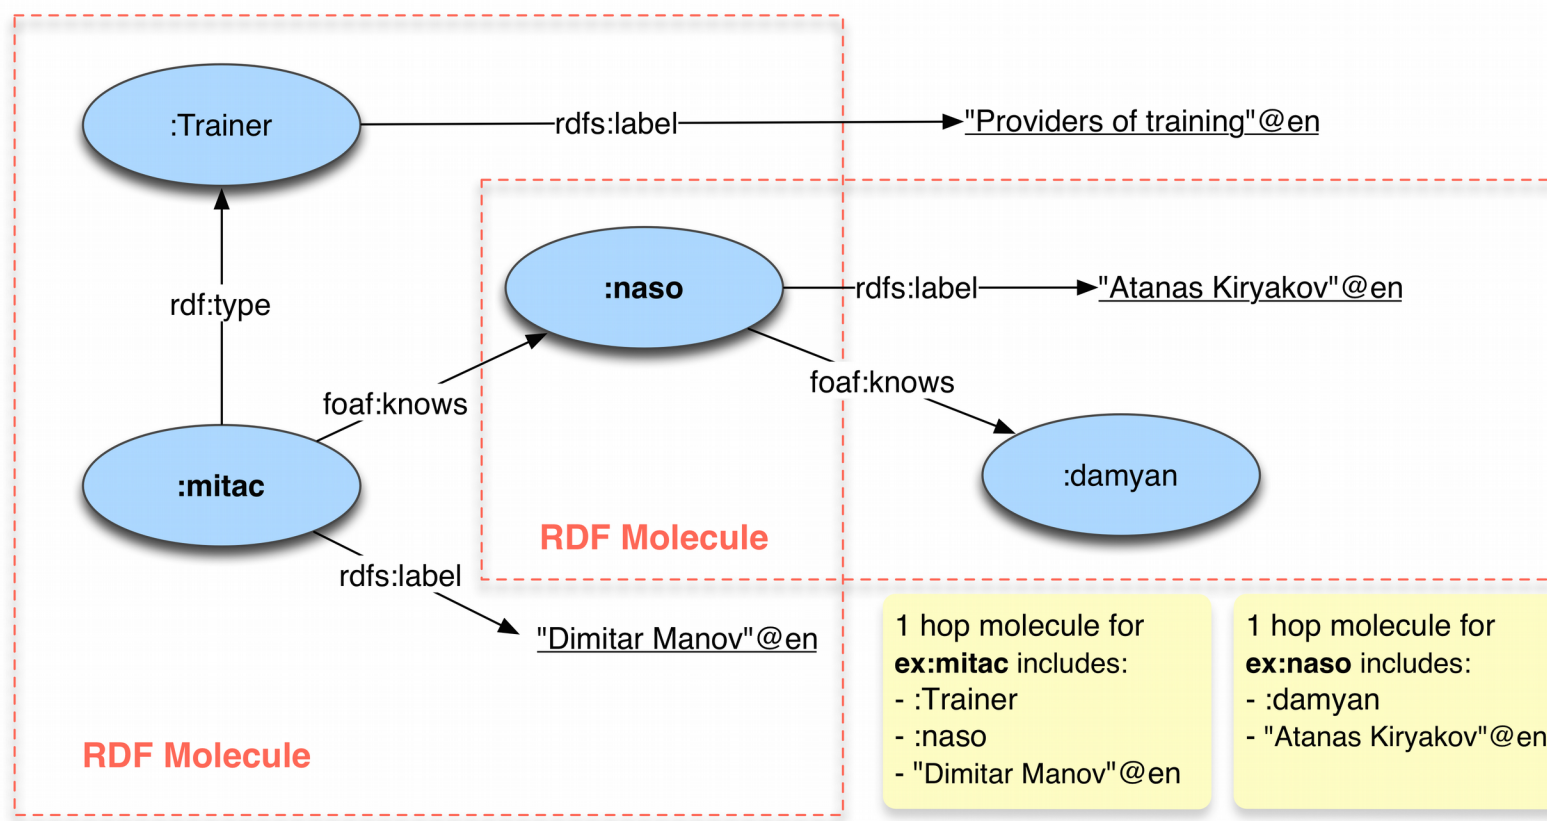 :Trainer
rdfs:label
"Providers of training"@en
:naso
rdfs:label
"Atanas Kiryakov"@en
rdf:type
foaf:knows
foaf:knows
:mitac
:damyan
RDF Molecule
rdfs:label
"Dimitar Manov"@en
RDF Molecule
1 hop molecule for
ex:mitac includes:
- :Trainer
- :naso
- "Dimitar Manov"@en
1 hop molecule for
ex:naso includes:
- :damyan
- "Atanas Kiryakov"@en